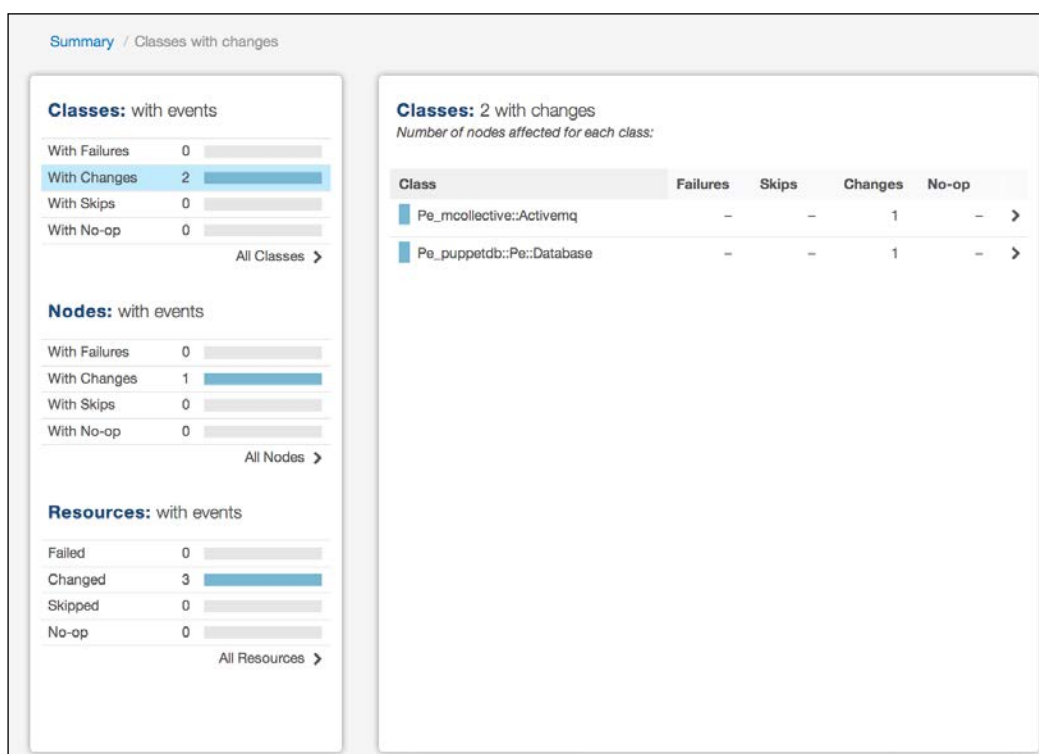 Summary / Classes with changes
Classes: with events
With Failures 0
With Changes 2
With Skips 0
With No-op 0
All Classes >
Nodes: with events
With Failures 0
With Changes 1
With Skips 0
With No-op 0
All Nodes >
Resources: with events
Failed 0
Changed 3
Skipped 0
No-op 0
All Resources >
Classes: 2 with changes
Number of nodes affected for each class:
Class Failures Skips Changes No-op
Pe_mcollective::Activemq – – 1 – >
Pe_puppetdb::Pe::Database – – 1 – >